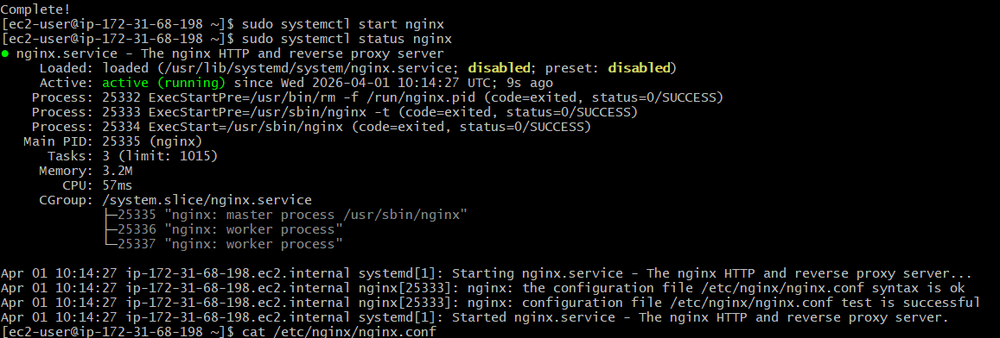 Complete!
[ec2-user@ip-172-31-68-198 ~]$ sudo systemctl start nginx
[ec2-user@ip-172-31-68-198 ~]$ sudo systemctl status nginx
● nginx.service - The nginx HTTP and reverse proxy server
     Loaded: loaded (/usr/lib/systemd/system/nginx.service; disabled; preset: disabled)
     Active: active (running) since Wed 2026-04-01 10:14:27 UTC; 9s ago
    Process: 25332 ExecStartPre=/usr/bin/rm -f /run/nginx.pid (code=exited, status=0/SUCCESS)
    Process: 25333 ExecStartPre=/usr/sbin/nginx -t (code=exited, status=0/SUCCESS)
    Process: 25334 ExecStart=/usr/sbin/nginx (code=exited, status=0/SUCCESS)
   Main PID: 25335 (nginx)
      Tasks: 3 (limit: 1015)
     Memory: 3.2M
        CPU: 57ms
     CGroup: /system.slice/nginx.service
             ├─25335 "nginx: master process /usr/sbin/nginx"
             ├─25336 "nginx: worker process"
             └─25337 "nginx: worker process"

Apr 01 10:14:27 ip-172-31-68-198.ec2.internal systemd[1]: Starting nginx.service - The nginx HTTP and reverse proxy server...
Apr 01 10:14:27 ip-172-31-68-198.ec2.internal nginx[25333]: nginx: the configuration file /etc/nginx/nginx.conf syntax is ok
Apr 01 10:14:27 ip-172-31-68-198.ec2.internal nginx[25333]: nginx: configuration file /etc/nginx/nginx.conf test is successful
Apr 01 10:14:27 ip-172-31-68-198.ec2.internal systemd[1]: Started nginx.service - The nginx HTTP and reverse proxy server.
[ec2-user@ip-172-31-68-198 ~]$ cat /etc/nginx/nginx.conf